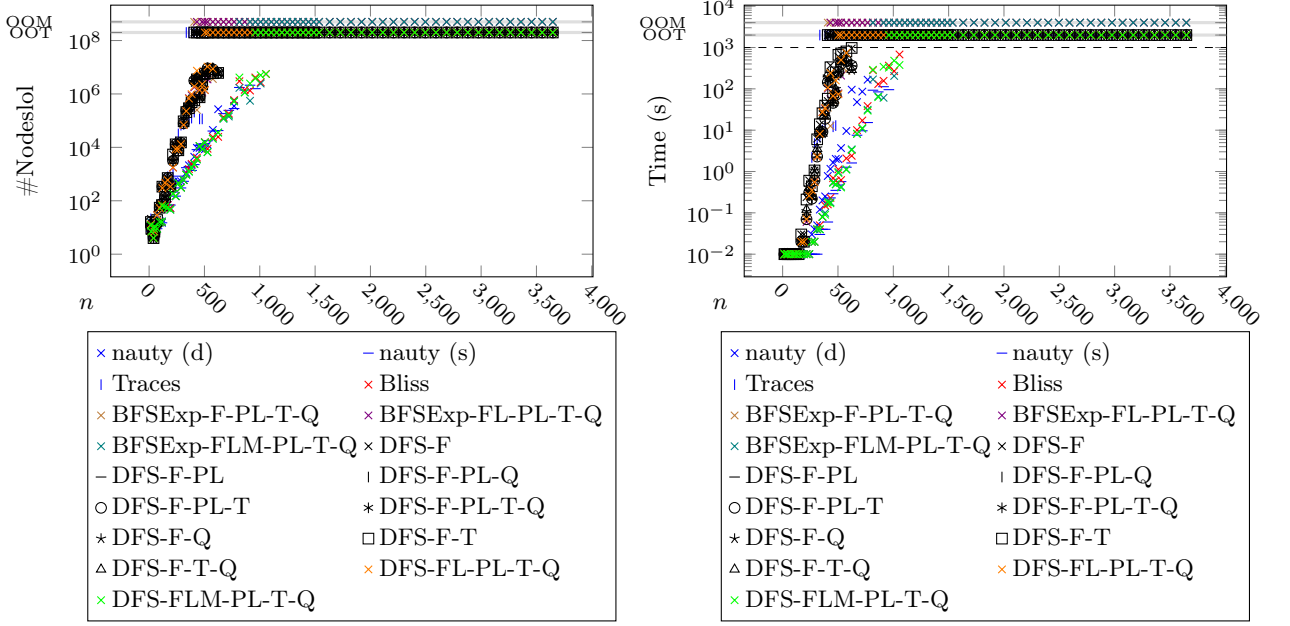 OOM
OOT
10^8
10^6
10^4
10^2
10^0
#Nodeslol
n
0
500
1,000
1,500
2,000
2,500
3,000
3,500
4,000
nauty (d)
nauty (s)
Traces
Bliss
BFSExp-F-PL-T-Q
BFSExp-FL-PL-T-Q
BFSExp-FLM-PL-T-Q
DFS-F
DFS-F-PL
DFS-F-PL-Q
DFS-F-PL-T
DFS-F-PL-T-Q
DFS-F-Q
DFS-F-T
DFS-F-T-Q
DFS-FL-PL-T-Q
DFS-FLM-PL-T-Q
10^4
OOM
OOT
10^3
10^2
10^1
10^0
10^−1
10^−2
Time (s)
n
0
500
1,000
1,500
2,000
2,500
3,000
3,500
4,000
nauty (d)
nauty (s)
Traces
Bliss
BFSExp-F-PL-T-Q
BFSExp-FL-PL-T-Q
BFSExp-FLM-PL-T-Q
DFS-F
DFS-F-PL
DFS-F-PL-Q
DFS-F-PL-T
DFS-F-PL-T-Q
DFS-F-Q
DFS-F-T
DFS-F-T-Q
DFS-FL-PL-T-Q
DFS-FLM-PL-T-Q